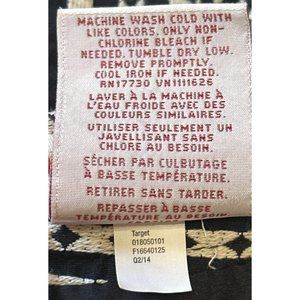 MACHINE WASH COLD WITH
LIKE COLORS. ONLY NON-
CHLORINE BLEACH IF
NEEDED. TUMBLE DRY LOW.
REMOVE PROMPTLY.
COOL IRON IF NEEDED.
RN17730 VN1111626
LAVER À LA MACHINE À
L'EAU FROIDE AVEC DES
COULEURS SIMILAIRES.
UTILISER SEULEMENT UN
JAVELLISANT SANS
CHLORE AU BESOIN.
SÉCHER PAR CULBUTAGE
À BASSE TEMPÉRATURE.
RETIRER SANS TARDER.
REPASSER À BASSE
TEMPÉRATURE AU BESOIN
Target
018050101
F16640125
Q2/14